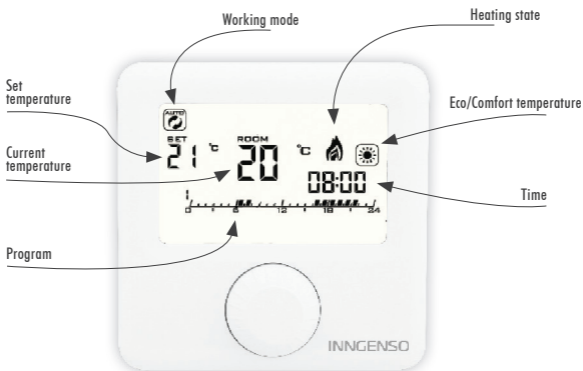 Working mode
Heating state
Set
temperature
Eco/Comfort temperature
Current
temperature
Time
Program
AUTO
SET
ROOM
21 °C
20 °C
08:00
1
0 6 12 18 24
INNGENSO